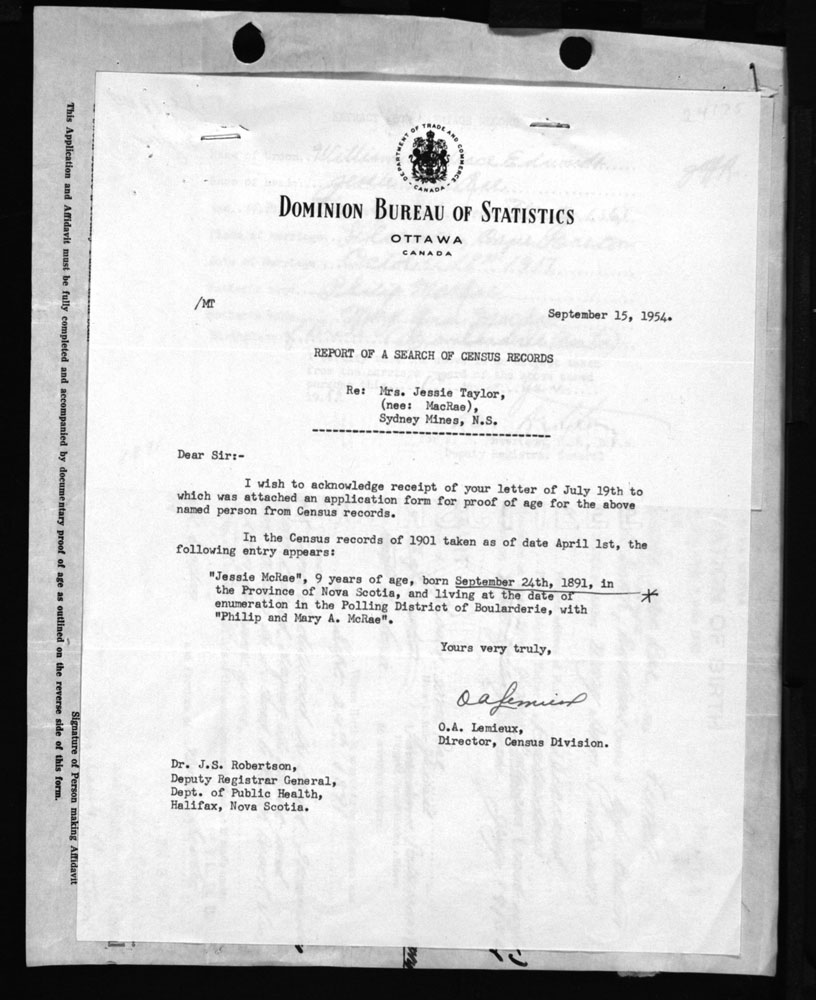 This Application and Affidavit must be fully completed and accompanied by documentary proof of age as outlined on the reverse side of this form.
Signature of Person making Affidavit
DEPARTMENT OF TRADE AND COMMERCE
CANADA
DOMINION BUREAU OF STATISTICS
OTTAWA
CANADA
/MT
September 15, 1954.
REPORT OF A SEARCH OF CENSUS RECORDS
Re: Mrs. Jessie Taylor,
(nee: MacRae),
Sydney Mines, N.S.
Dear Sir:-
I wish to acknowledge receipt of your letter of July 19th to
which was attached an application form for proof of age for the above
named person from Census records.
In the Census records of 1901 taken as of date April 1st, the
following entry appears:
"Jessie McRae", 9 years of age, born September 24th, 1891, in
the Province of Nova Scotia, and living at the date of
enumeration in the Polling District of Boularderie, with
"Philip and Mary A. McRae".
Yours very truly,
O A Lemieux
O.A. Lemieux,
Director, Census Division.
Dr. J.S. Robertson,
Deputy Registrar General,
Dept. of Public Health,
Halifax, Nova Scotia.